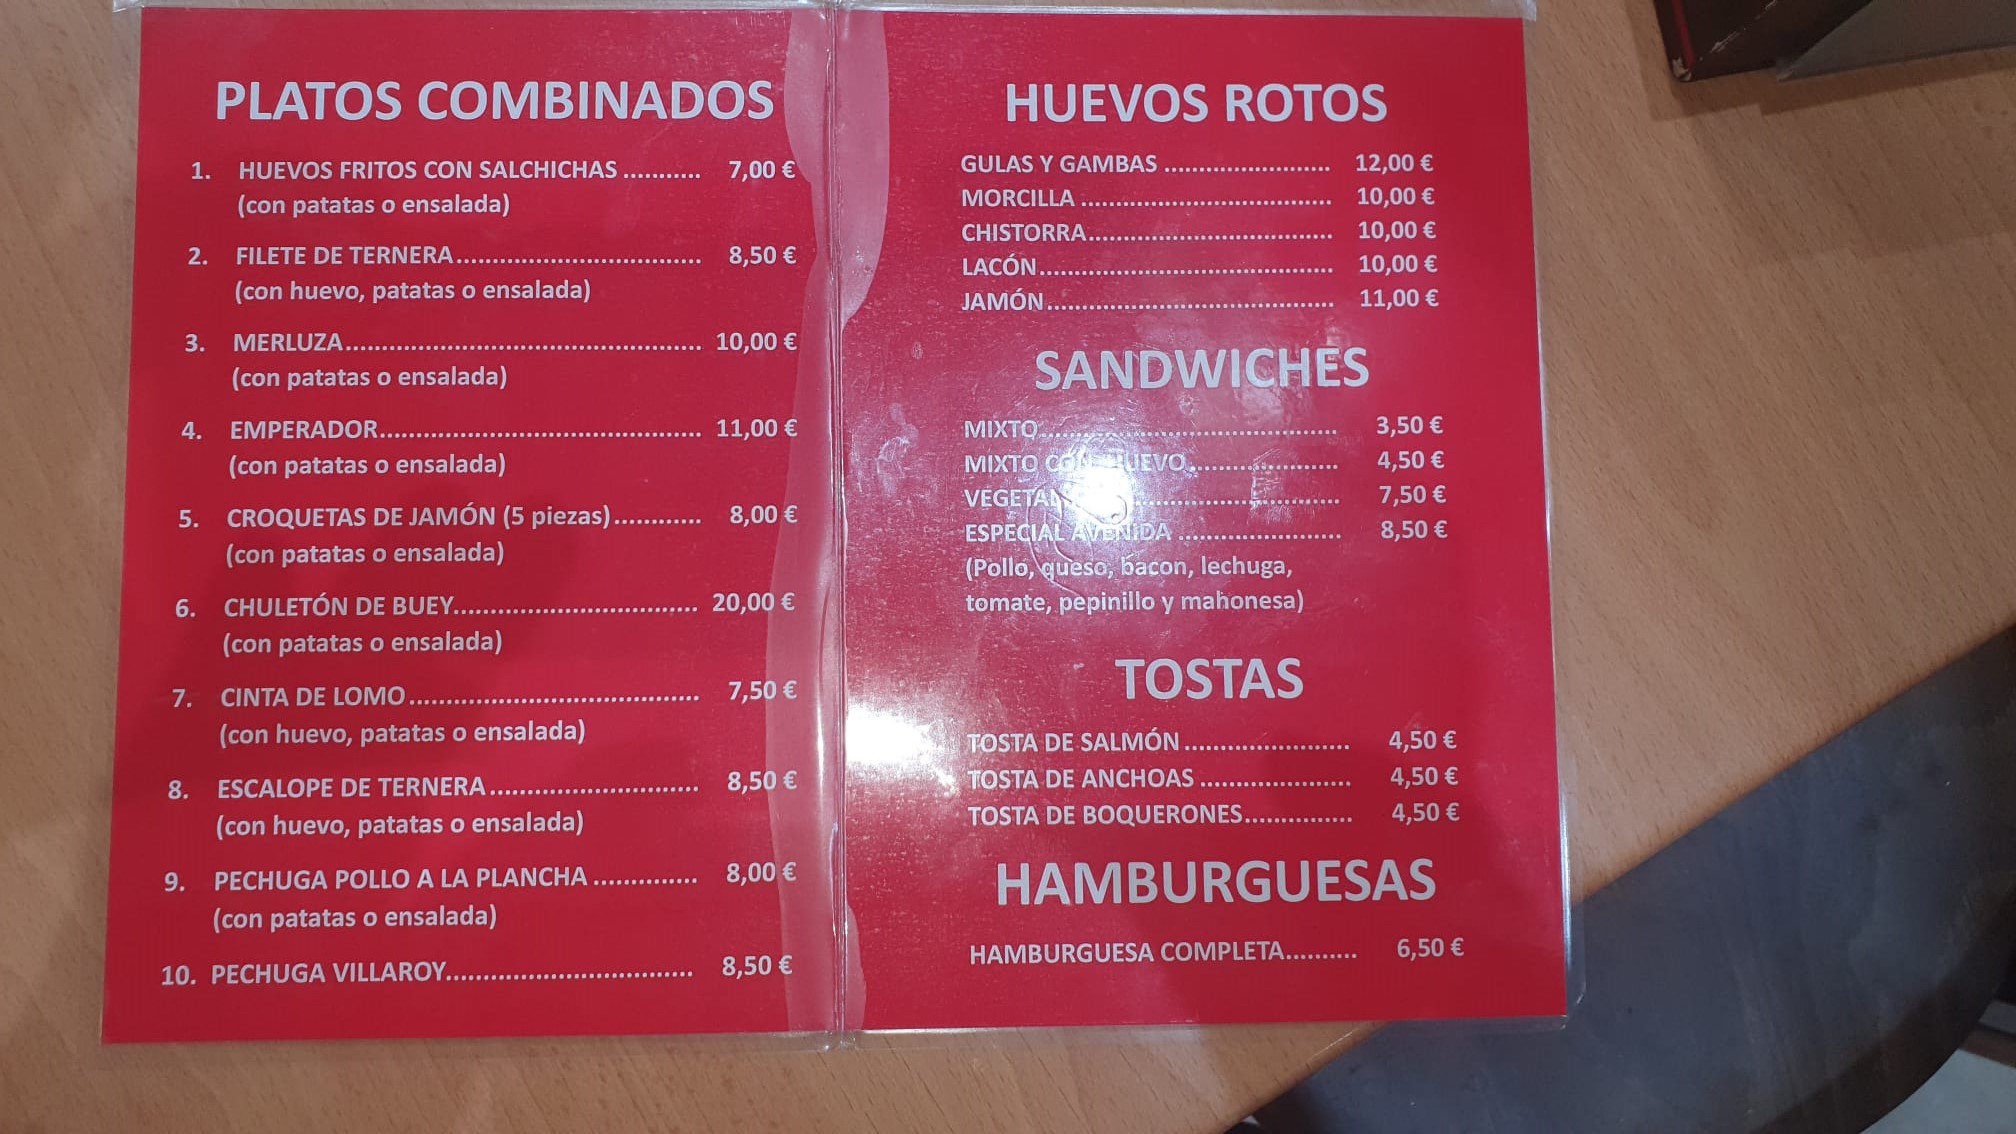 PLATOS COMBINADOS
1. HUEVOS FRITOS CON SALCHICHAS ........... 7,00 €
(con patatas o ensalada)
2. FILETE DE TERNERA.................................. 8,50 €
(con huevo, patatas o ensalada)
3. MERLUZA................................................. 10,00 €
(con patatas o ensalada)
4. EMPERADOR............................................ 11,00 €
(con patatas o ensalada)
5. CROQUETAS DE JAMÓN (5 piezas)............ 8,00 €
(con patatas o ensalada)
6. CHULETÓN DE BUEY................................. 20,00 €
(con patatas o ensalada)
7. CINTA DE LOMO........................................ 7,50 €
(con huevo, patatas o ensalada)
8. ESCALOPE DE TERNERA............................. 8,50 €
(con huevo, patatas o ensalada)
9. PECHUGA POLLO A LA PLANCHA.............. 8,00 €
(con patatas o ensalada)
10. PECHUGA VILLAROY.................................. 8,50 €
HUEVOS ROTOS
GULAS Y GAMBAS ........................ 12,00 €
MORCILLA .................................... 10,00 €
CHISTORRA................................... 10,00 €
LACÓN.......................................... 10,00 €
JAMÓN......................................... 11,00 €
SANDWICHES
MIXTO........................................... 3,50 €
MIXTO CON HUEVO..................... 4,50 €
VEGETAL....................................... 7,50 €
ESPECIAL AVENIDA ....................... 8,50 €
(Pollo, queso, bacon, lechuga,
tomate, pepinillo y mahonesa)
TOSTAS
TOSTA DE SALMÓN........................ 4,50 €
TOSTA DE ANCHOAS ...................... 4,50 €
TOSTA DE BOQUERONES............... 4,50 €
HAMBURGUESAS
HAMBURGUESA COMPLETA.......... 6,50 €